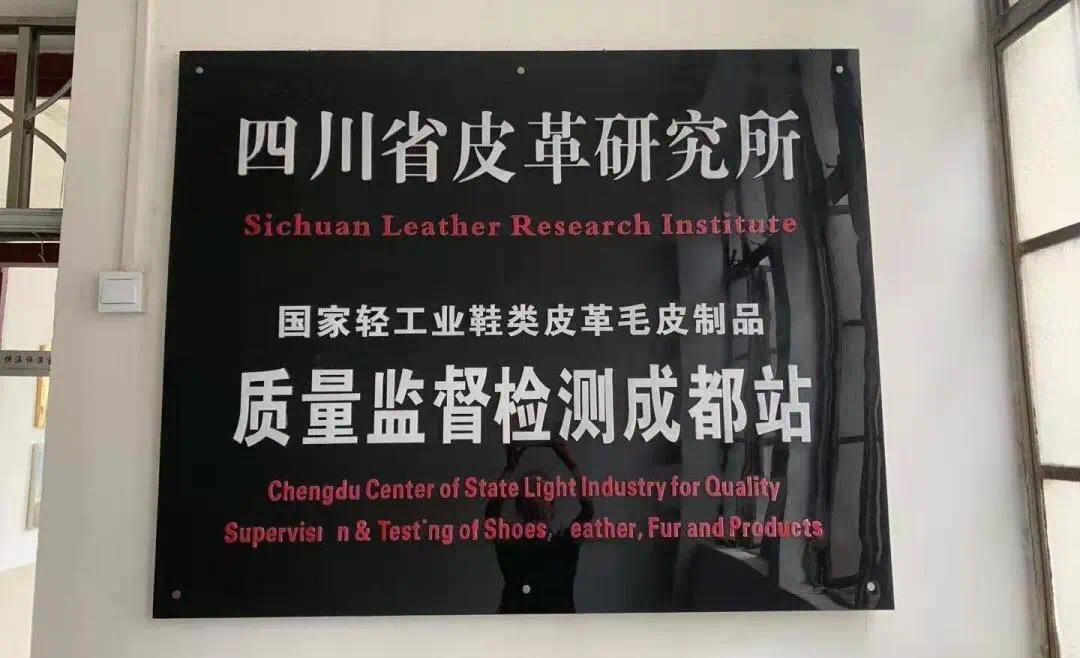 四川省皮革研究所
Sichuan Leather Research Institute
国家轻工业鞋类皮革毛皮制品
质量监督检测成都站
Chengdu Center of State Light Industry for Quality
Supervisi n & Test ng of Shoes, eather, Fur and Products